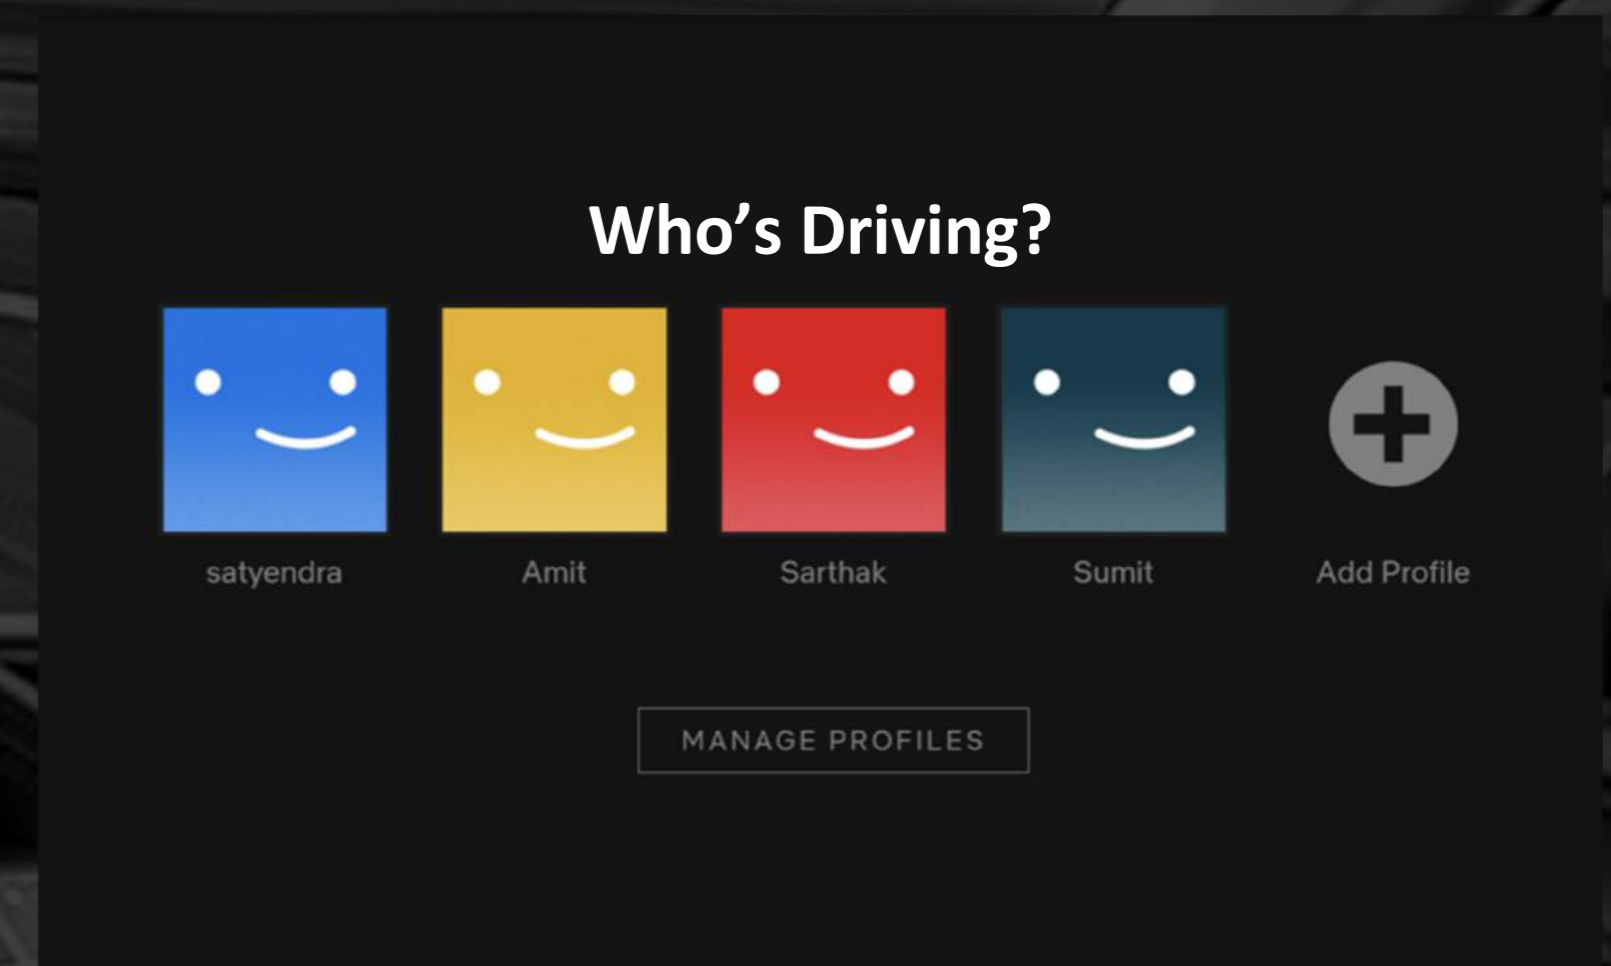 Who’s Driving?
satyendra Amit Sarthak Sumit Add Profile
MANAGE PROFILES